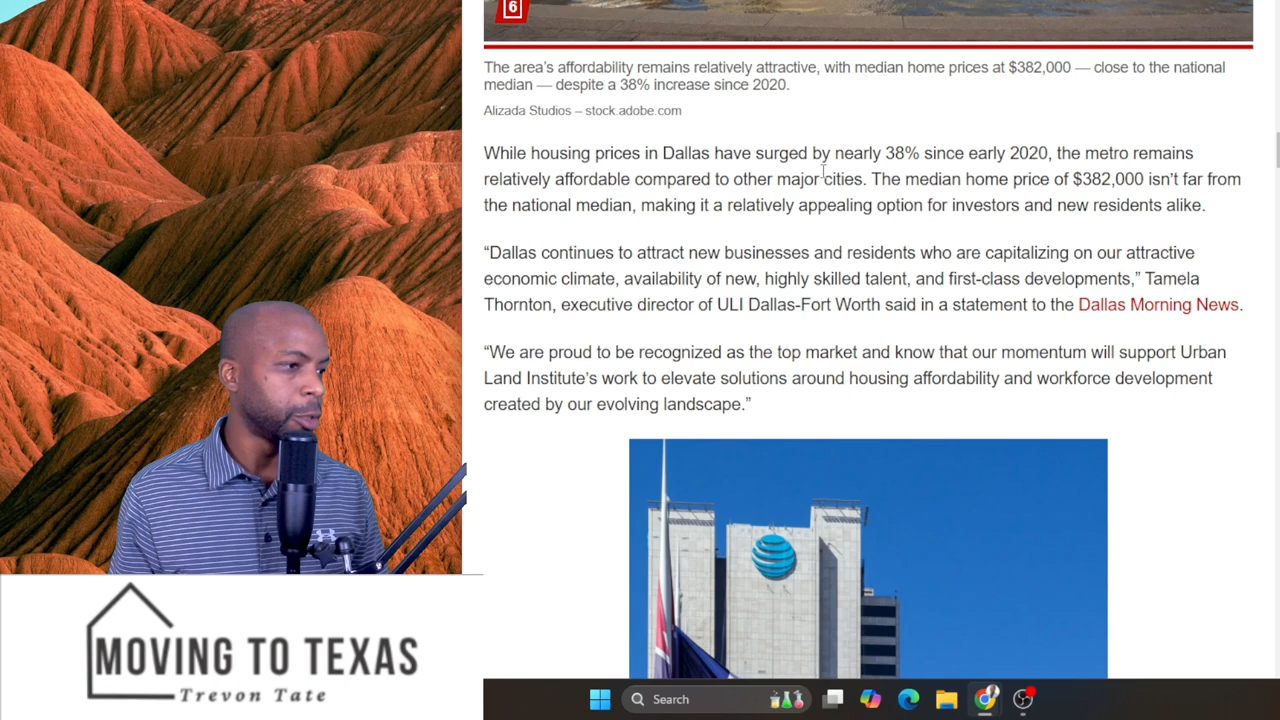 6
The area's affordability remains relatively attractive, with median home prices at $382,000 — close to the national
median — despite a 38% increase since 2020.
Alizada Studios – stock.adobe.com
While housing prices in Dallas have surged by nearly 38% since early 2020, the metro remains
relatively affordable compared to other major cities. The median home price of $382,000 isn't far from
the national median, making it a relatively appealing option for investors and new residents alike.
“Dallas continues to attract new businesses and residents who are capitalizing on our attractive
economic climate, availability of new, highly skilled talent, and first-class developments,” Tamela
Thornton, executive director of ULI Dallas-Fort Worth said in a statement to the Dallas Morning News.
“We are proud to be recognized as the top market and know that our momentum will support Urban
Land Institute's work to elevate solutions around housing affordability and workforce development
created by our evolving landscape.”
MOVING TO TEXAS
Trevon Tate
Search